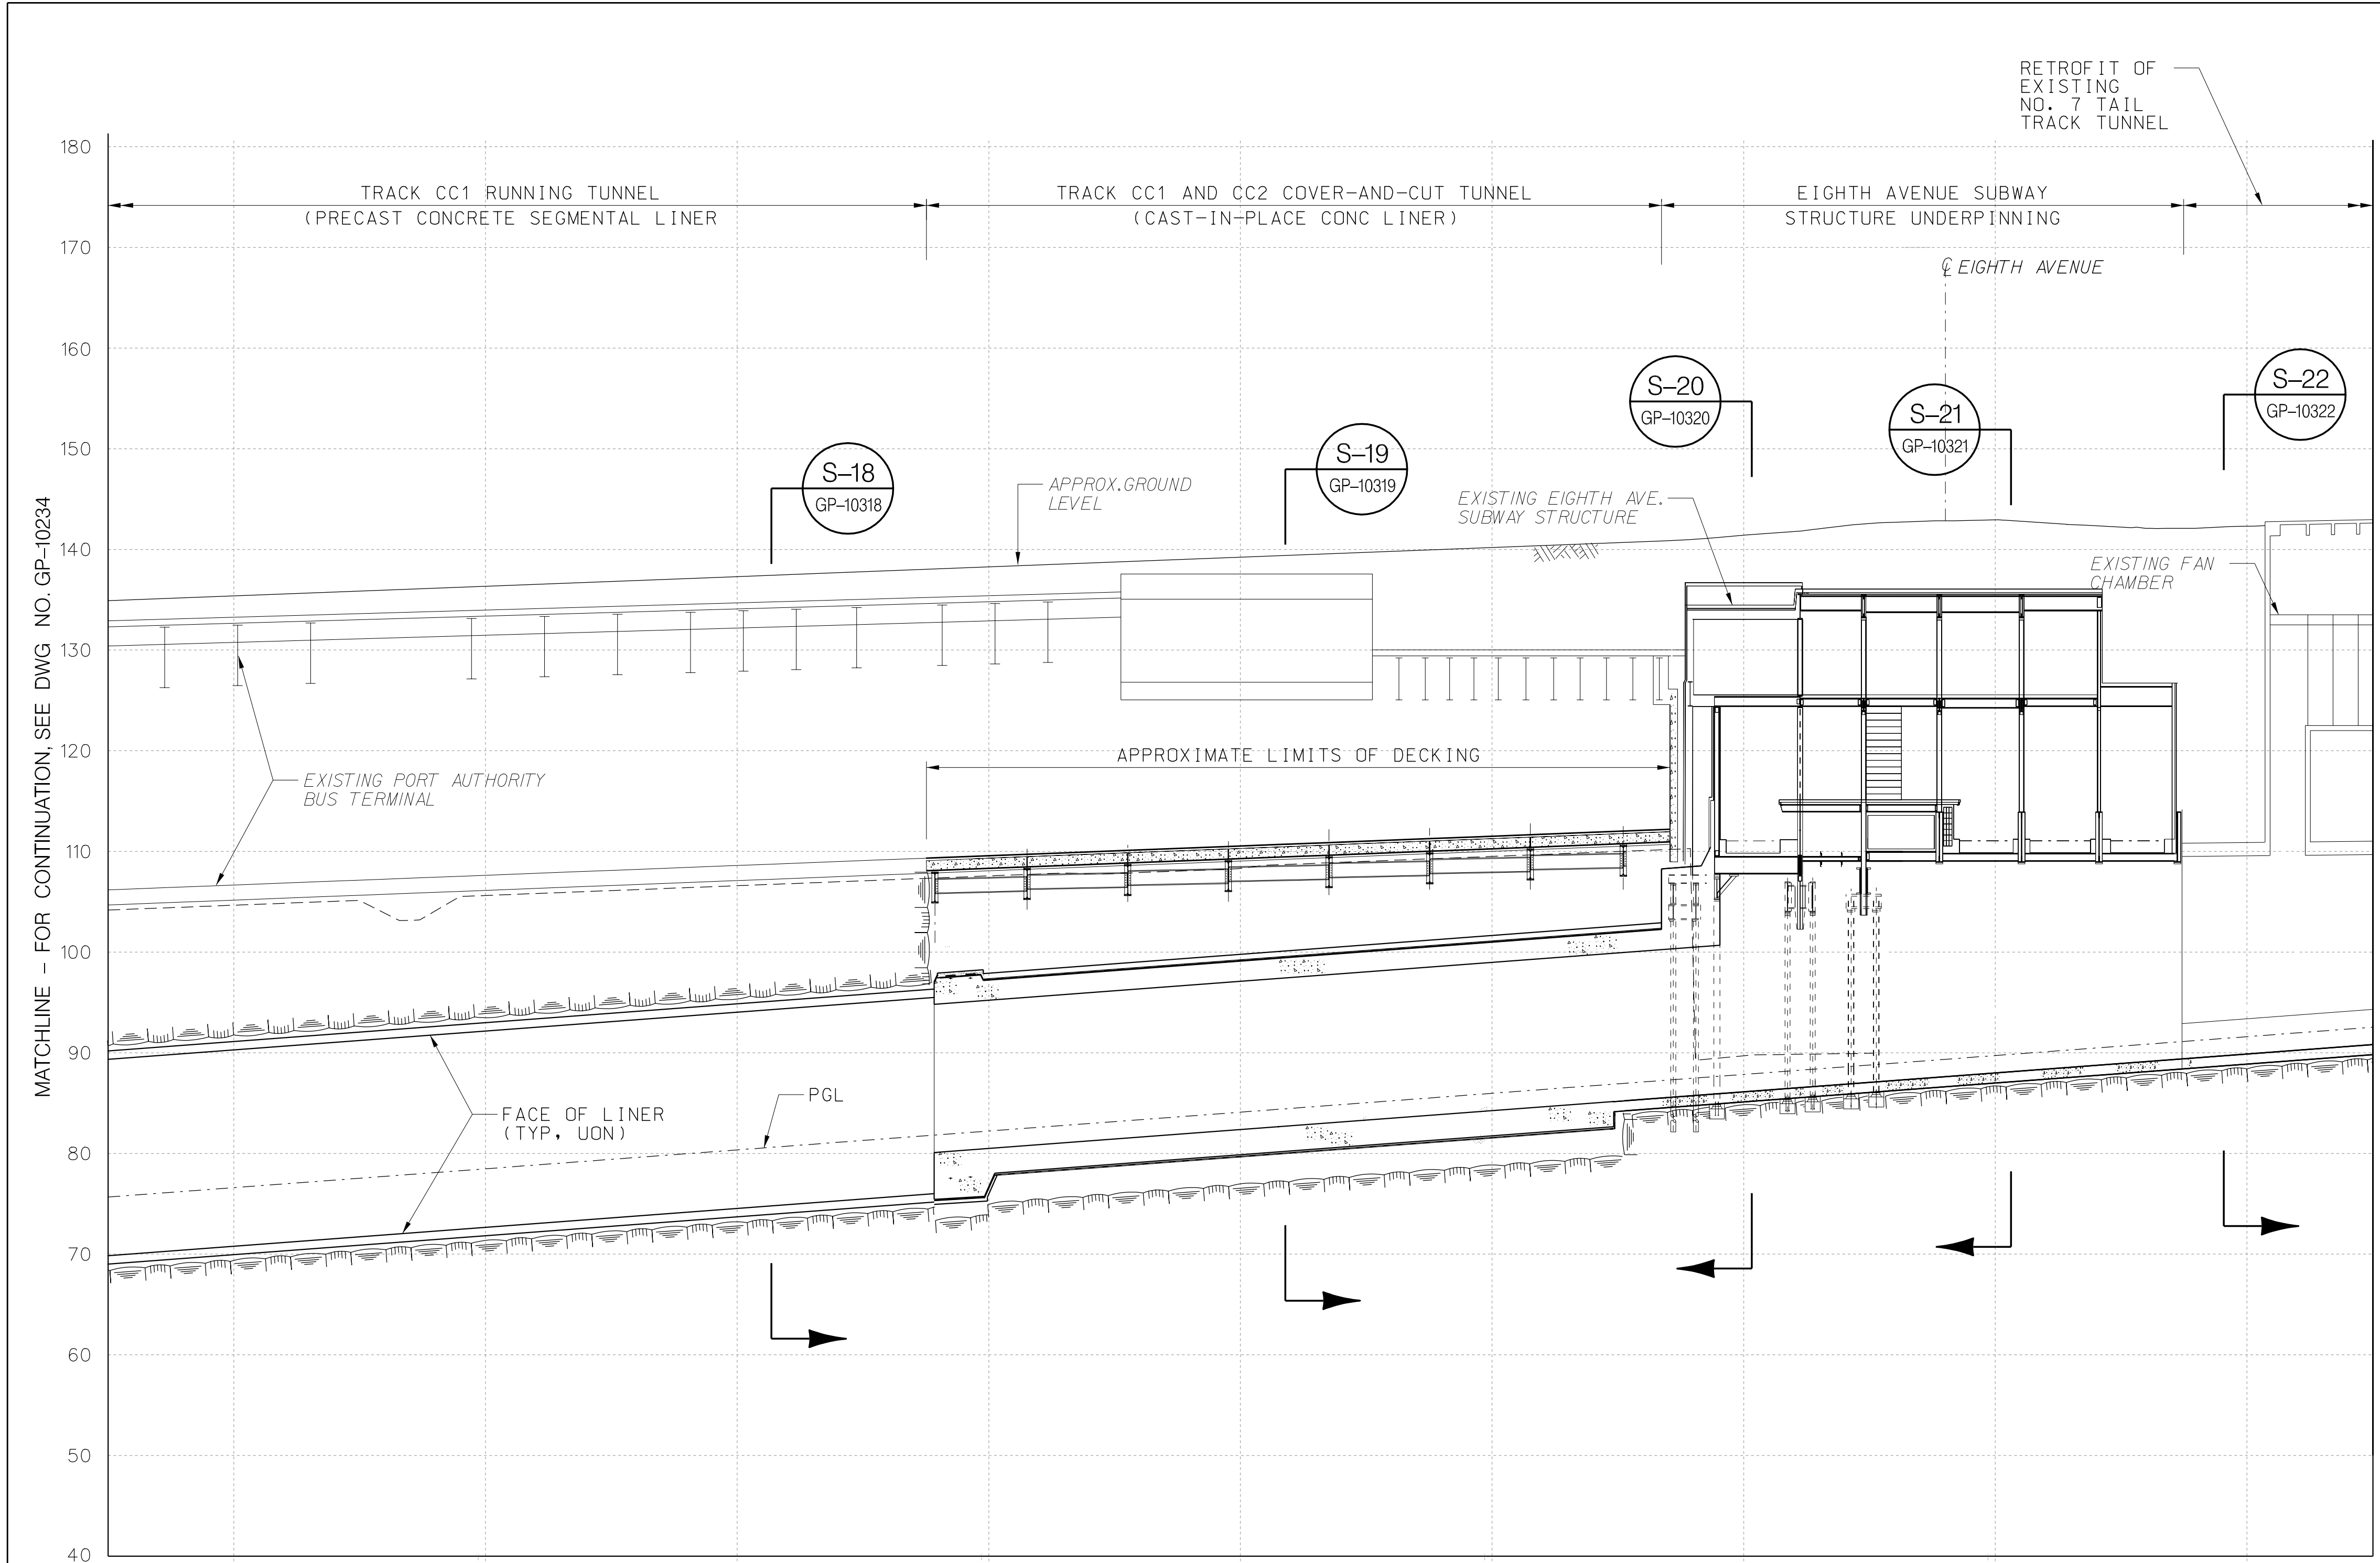 RETROFIT OF
EXISTING
NO. 7 TAIL
TRACK TUNNEL
180
TRACK CC1 RUNNING TUNNEL
(PRECAST CONCRETE SEGMENTAL LINER
TRACK CC1 AND CC2 COVER-AND-CUT TUNNEL
(CAST-IN-PLACE CONC LINER)
EIGHTH AVENUE SUBWAY
STRUCTURE UNDERPINNING
170
℄ EIGHTH AVENUE
160
S-20
GP-10320
S-21
GP-10321
S-22
GP-10322
150
S-18
GP-10318
APPROX.GROUND
LEVEL
S-19
GP-10319
EXISTING EIGHTH AVE.
SUBWAY STRUCTURE
140
EXISTING FAN
CHAMBER
130
120
APPROXIMATE LIMITS OF DECKING
EXISTING PORT AUTHORITY
BUS TERMINAL
110
MATCHLINE - FOR CONTINUATION, SEE DWG NO. GP-10234
100
90
PGL
FACE OF LINER
(TYP, UON)
80
70
60
50
40